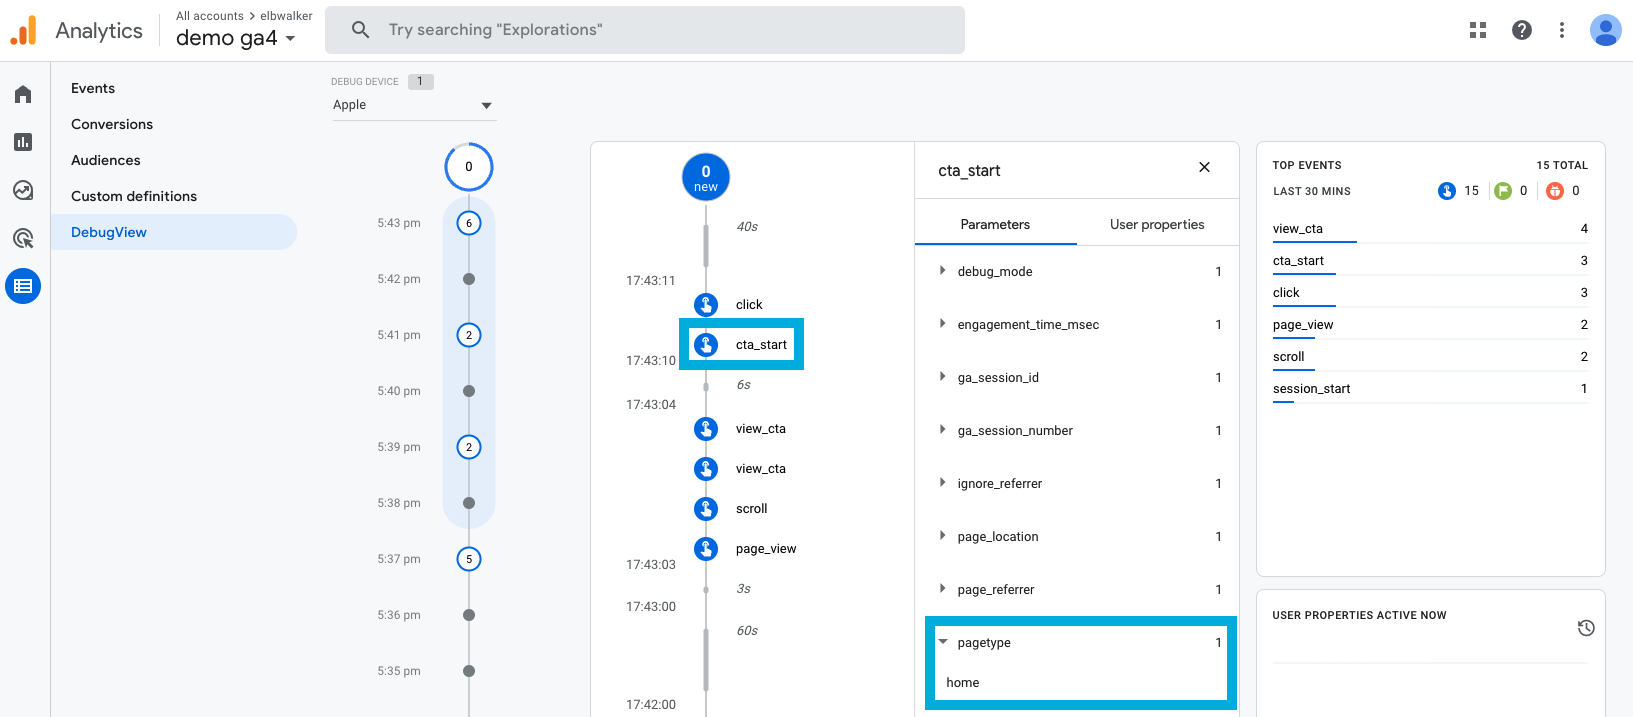 Analytics
All accounts > elbwalker
demo ga4
Try searching "Explorations"
Events
Conversions
Audiences
Custom definitions
DebugView
DEBUG DEVICE 1
Apple
0
5:43 pm 6
5:42 pm
5:41 pm 2
5:40 pm
5:39 pm 2
5:38 pm
5:37 pm 5
5:36 pm
5:35 pm
0
new
40s
17:43:11
click
cta_start
17:43:10
6s
17:43:04
view_cta
view_cta
scroll
page_view
17:43:03
3s
17:43:00
60s
17:42:00
cta_start
Parameters User properties
debug_mode 1
engagement_time_msec 1
ga_session_id 1
ga_session_number 1
ignore_referrer 1
page_location 1
page_referrer 1
pagetype 1
home
TOP EVENTS 15 TOTAL
LAST 30 MINS 15 0 0
view_cta 4
cta_start 3
click 3
page_view 2
scroll 2
session_start 1
USER PROPERTIES ACTIVE NOW